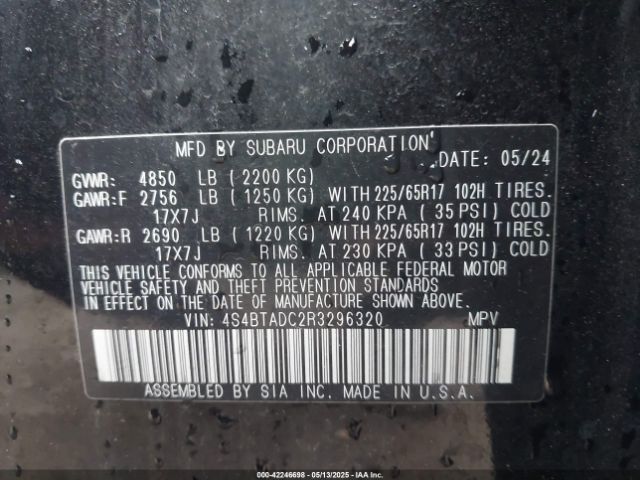 MFD BY SUBARU CORPORATION
DATE: 05/24
GVWR: 4850 LB (2200 KG)
GAWR:F 2756 LB (1250 KG) WITH 225/65R17 102H TIRES.
17X7J RIMS. AT 240 KPA (35 PSI) COLD
GAWR:R 2690 LB (1220 KG) WITH 225/65R17 102H TIRES.
17X7J RIMS. AT 230 KPA (33 PSI) COLD
THIS VEHICLE CONFORMS TO ALL APPLICABLE FEDERAL MOTOR
VEHICLE SAFETY AND THEFT PREVENTION STANDARDS
IN EFFECT ON THE DATE OF MANUFACTURE SHOWN ABOVE.
VIN: 4S4BTADC2R3296320 MPV
ASSEMBLED BY SIA INC. MADE IN U.S.A.
000-42246698 - 05/13/2025 - IAA Inc.